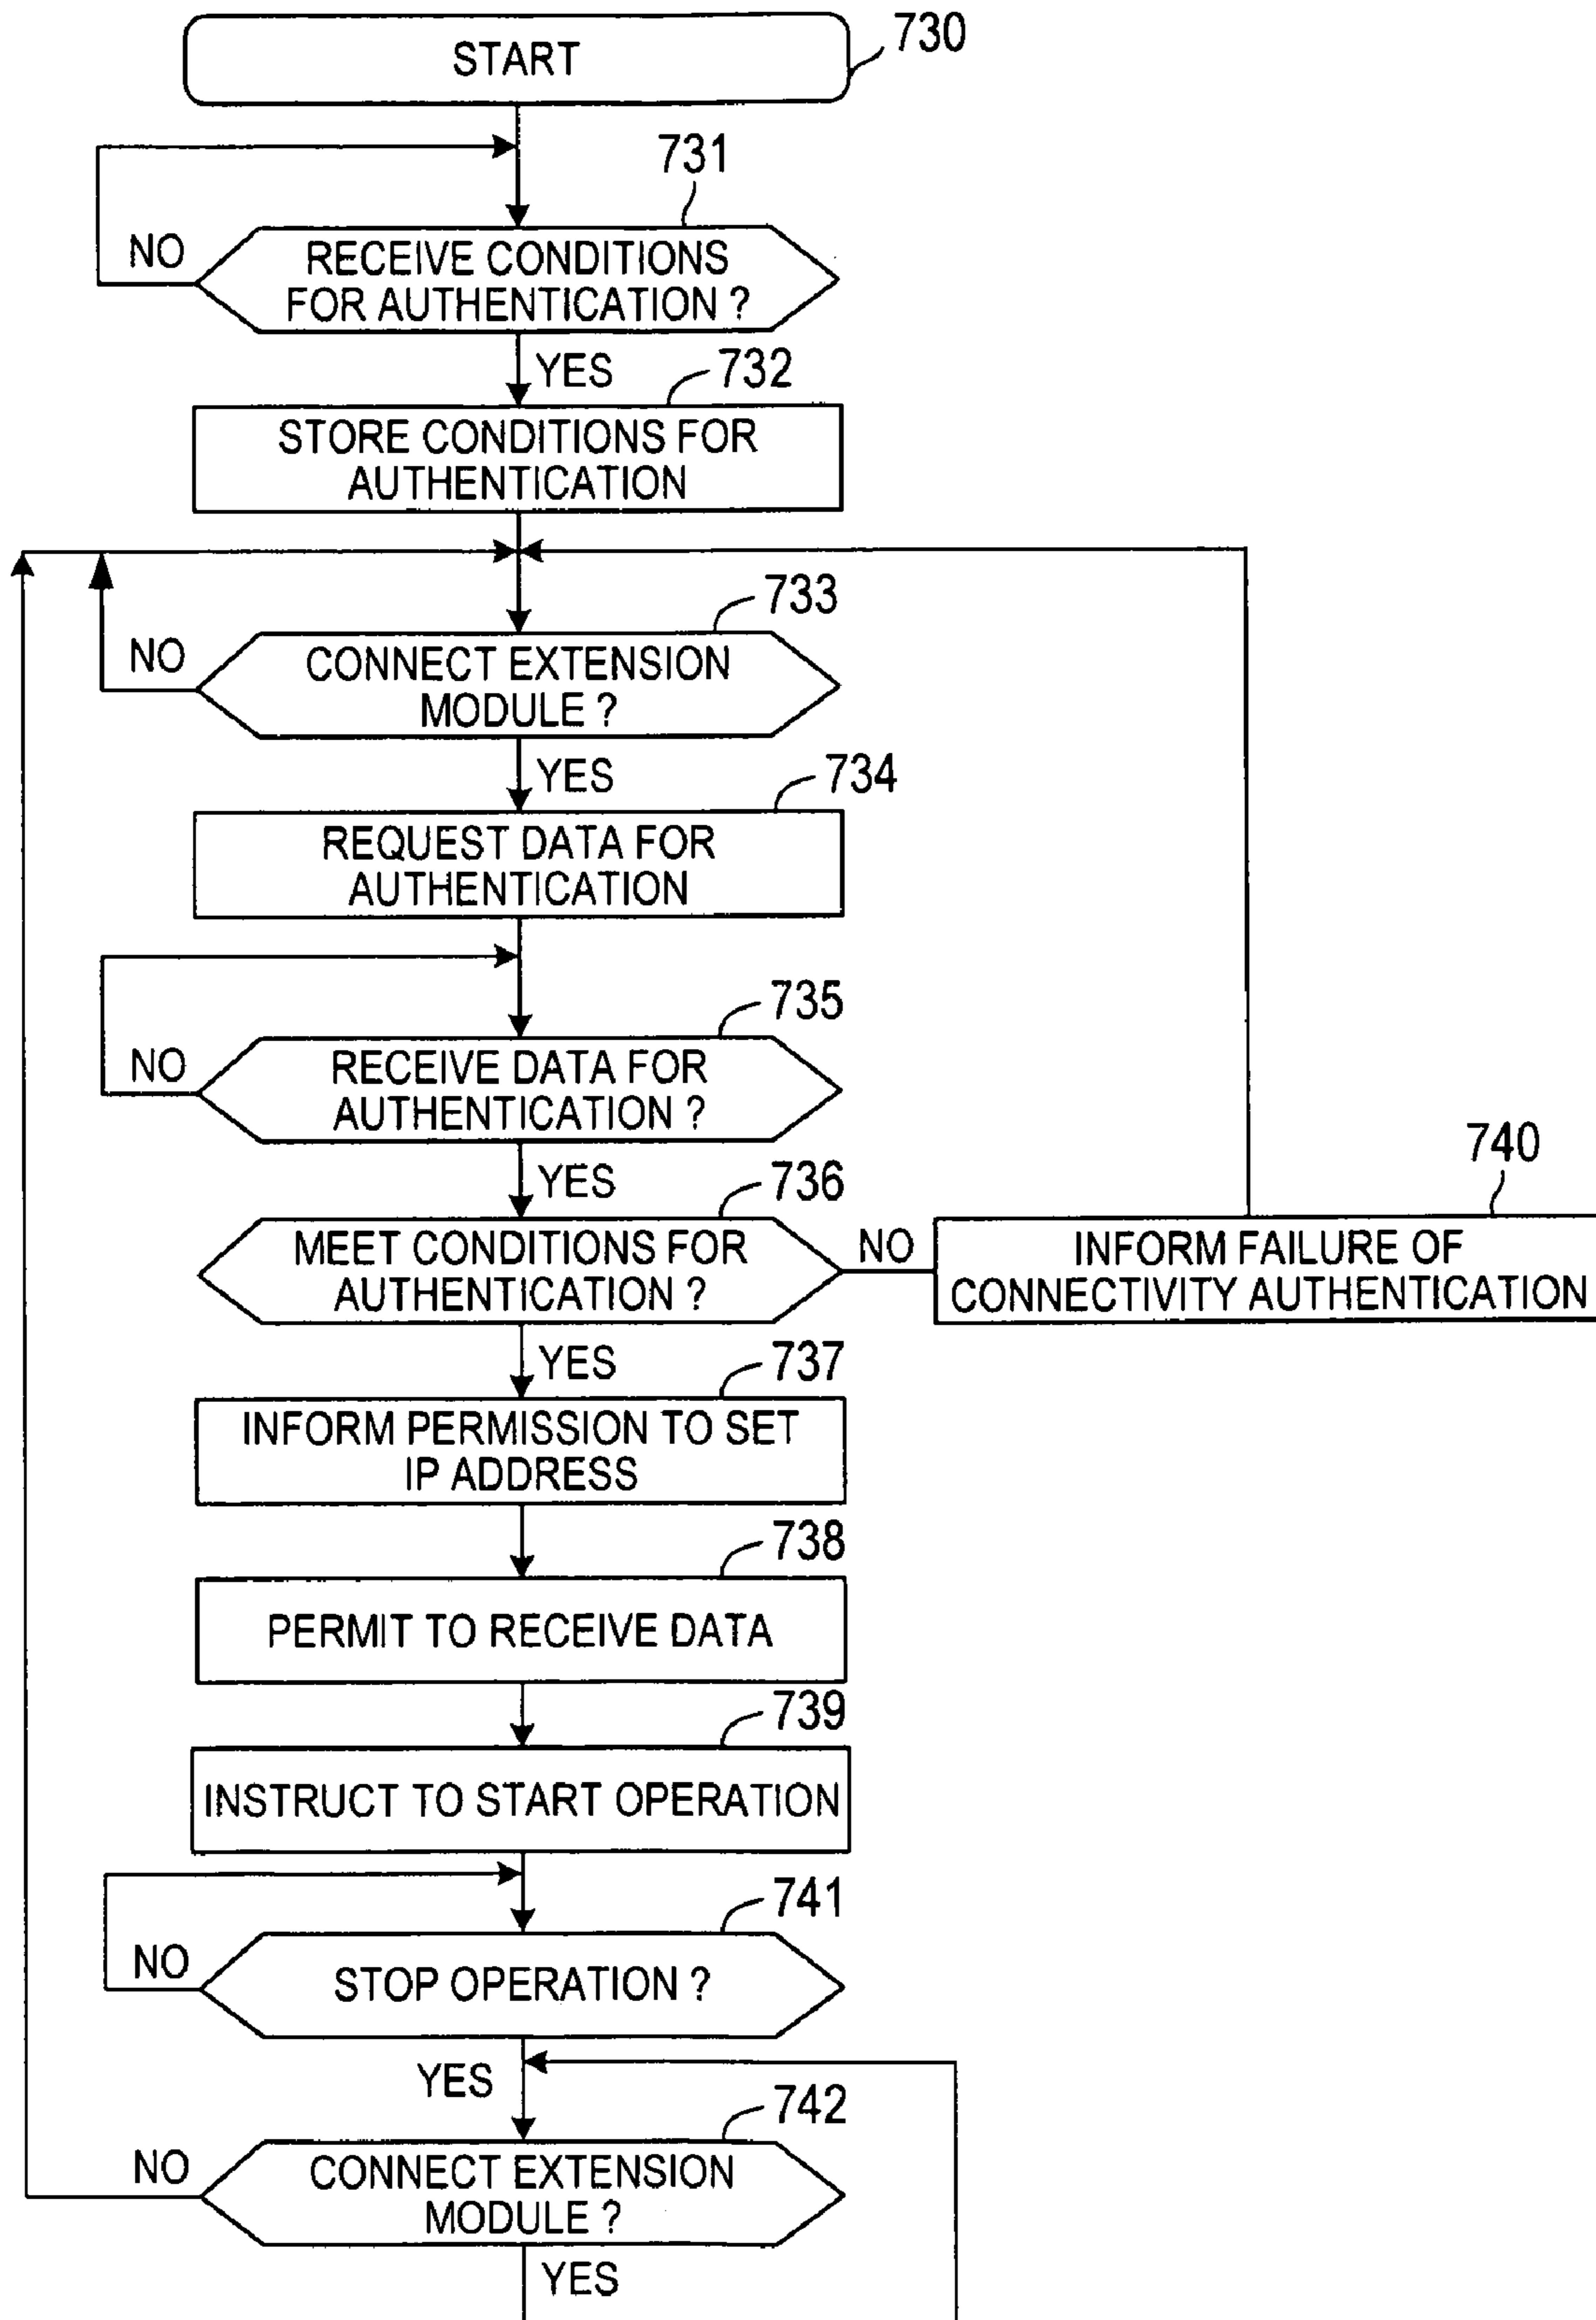 START
730
731
NO
RECEIVE CONDITIONS
FOR AUTHENTICATION ?
YES
732
STORE CONDITIONS FOR
AUTHENTICATION
733
NO
CONNECT EXTENSION
MODULE ?
YES
734
REQUEST DATA FOR
AUTHENTICATION
735
NO
RECEIVE DATA FOR
AUTHENTICATION ?
YES
736
MEET CONDITIONS FOR
AUTHENTICATION ?
NO
740
INFORM FAILURE OF
CONNECTIVITY AUTHENTICATION
YES
737
INFORM PERMISSION TO SET
IP ADDRESS
738
PERMIT TO RECEIVE DATA
739
INSTRUCT TO START OPERATION
741
NO
STOP OPERATION ?
YES
742
NO
CONNECT EXTENSION
MODULE ?
YES